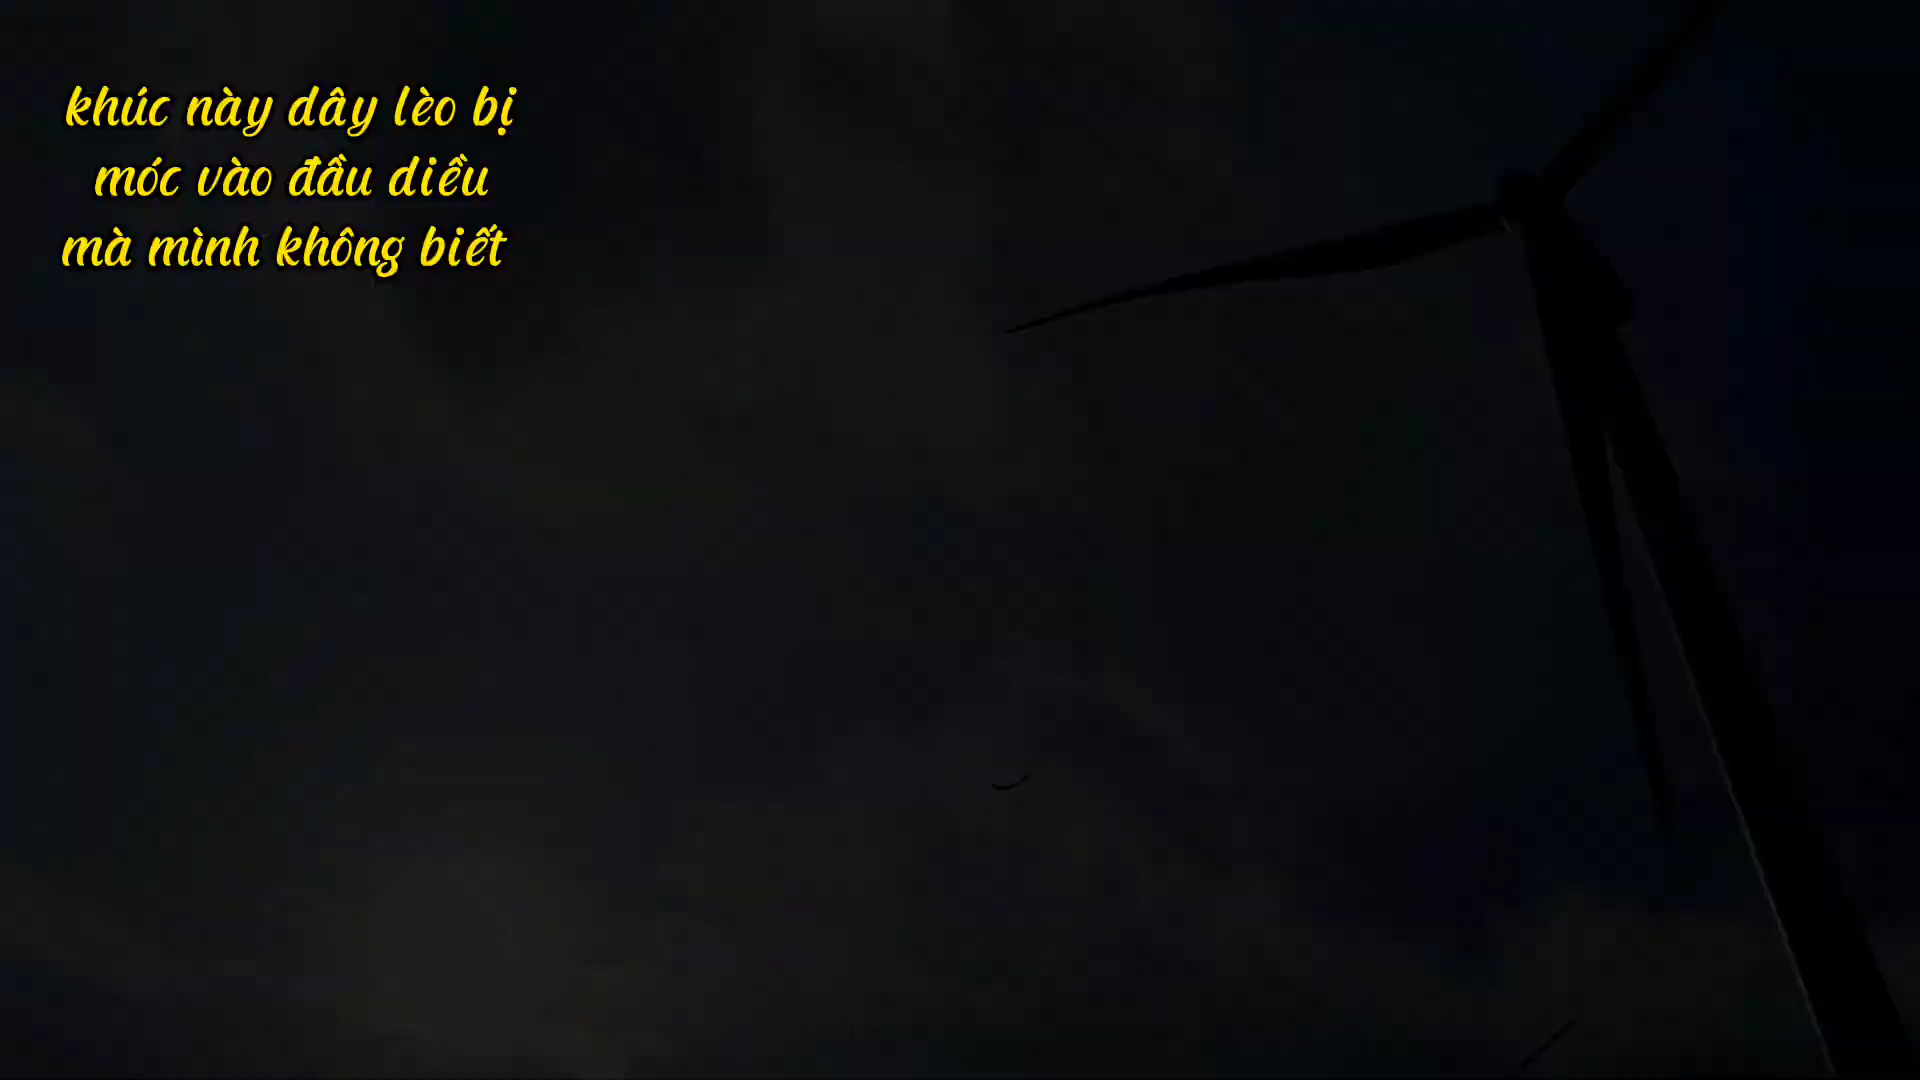 khúc này dây lèo bị
móc vào đầu diều
mà mình không biết